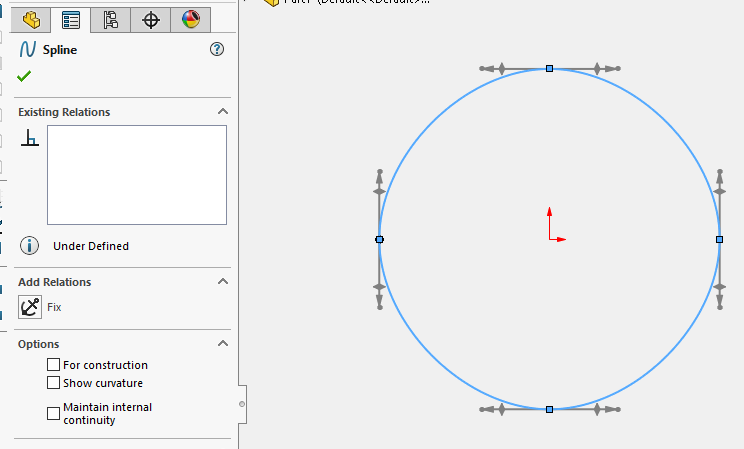 Part1 (Default<<Default>...
Spline
Existing Relations
Under Defined
Add Relations
Fix
Options
For construction
Show curvature
Maintain internal
continuity